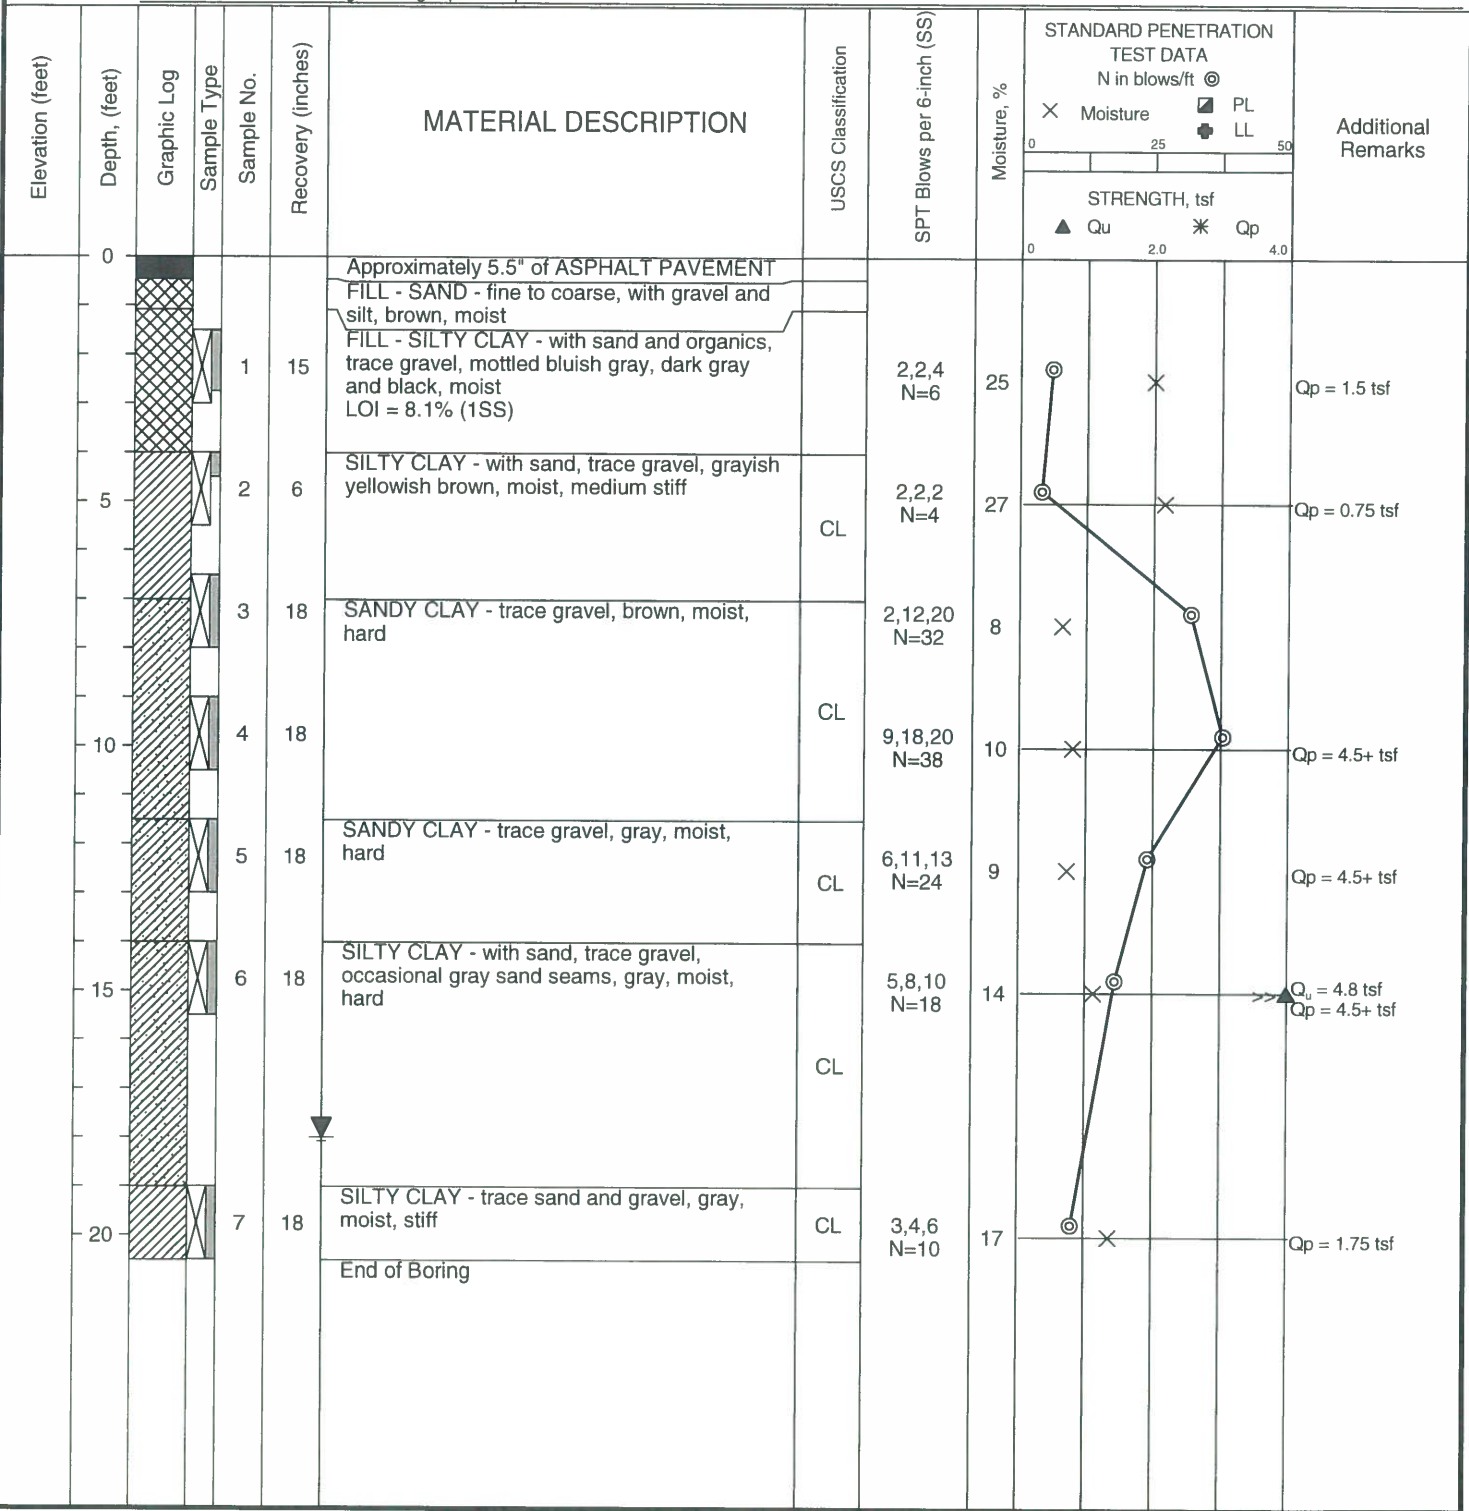 Elevation (feet)
Depth, (feet)
Graphic Log
Sample Type
Sample No.
Recovery (inches)
MATERIAL DESCRIPTION
USCS Classification
SPT Blows per 6-inch (SS)
Moisture, %
STANDARD PENETRATION
TEST DATA
N in blows/ft
Moisture
PL
LL
0 25 50
STRENGTH, tsf
Qu Qp
0 2.0 4.0
Additional
Remarks
0
Approximately 5.5" of ASPHALT PAVEMENT
FILL - SAND - fine to coarse, with gravel and
silt, brown, moist
FILL - SILTY CLAY - with sand and organics,
trace gravel, mottled bluish gray, dark gray
and black, moist
LOI = 8.1% (1SS)
1 15
2,2,4
N=6
25
Qp = 1.5 tsf
SILTY CLAY - with sand, trace gravel, grayish
yellowish brown, moist, medium stiff
5
2 6
CL
2,2,2
N=4
27
Qp = 0.75 tsf
SANDY CLAY - trace gravel, brown, moist,
hard
3 18
2,12,20
N=32
8
CL
10
4 18
9,18,20
N=38
10
Qp = 4.5+ tsf
SANDY CLAY - trace gravel, gray, moist,
hard
5 18
CL
6,11,13
N=24
9
Qp = 4.5+ tsf
SILTY CLAY - with sand, trace gravel,
occasional gray sand seams, gray, moist,
hard
15
6 18
5,8,10
N=18
14
>>
Qu = 4.8 tsf
Qp = 4.5+ tsf
CL
SILTY CLAY - trace sand and gravel, gray,
moist, stiff
20
7 18
CL
3,4,6
N=10
17
Qp = 1.75 tsf
End of Boring